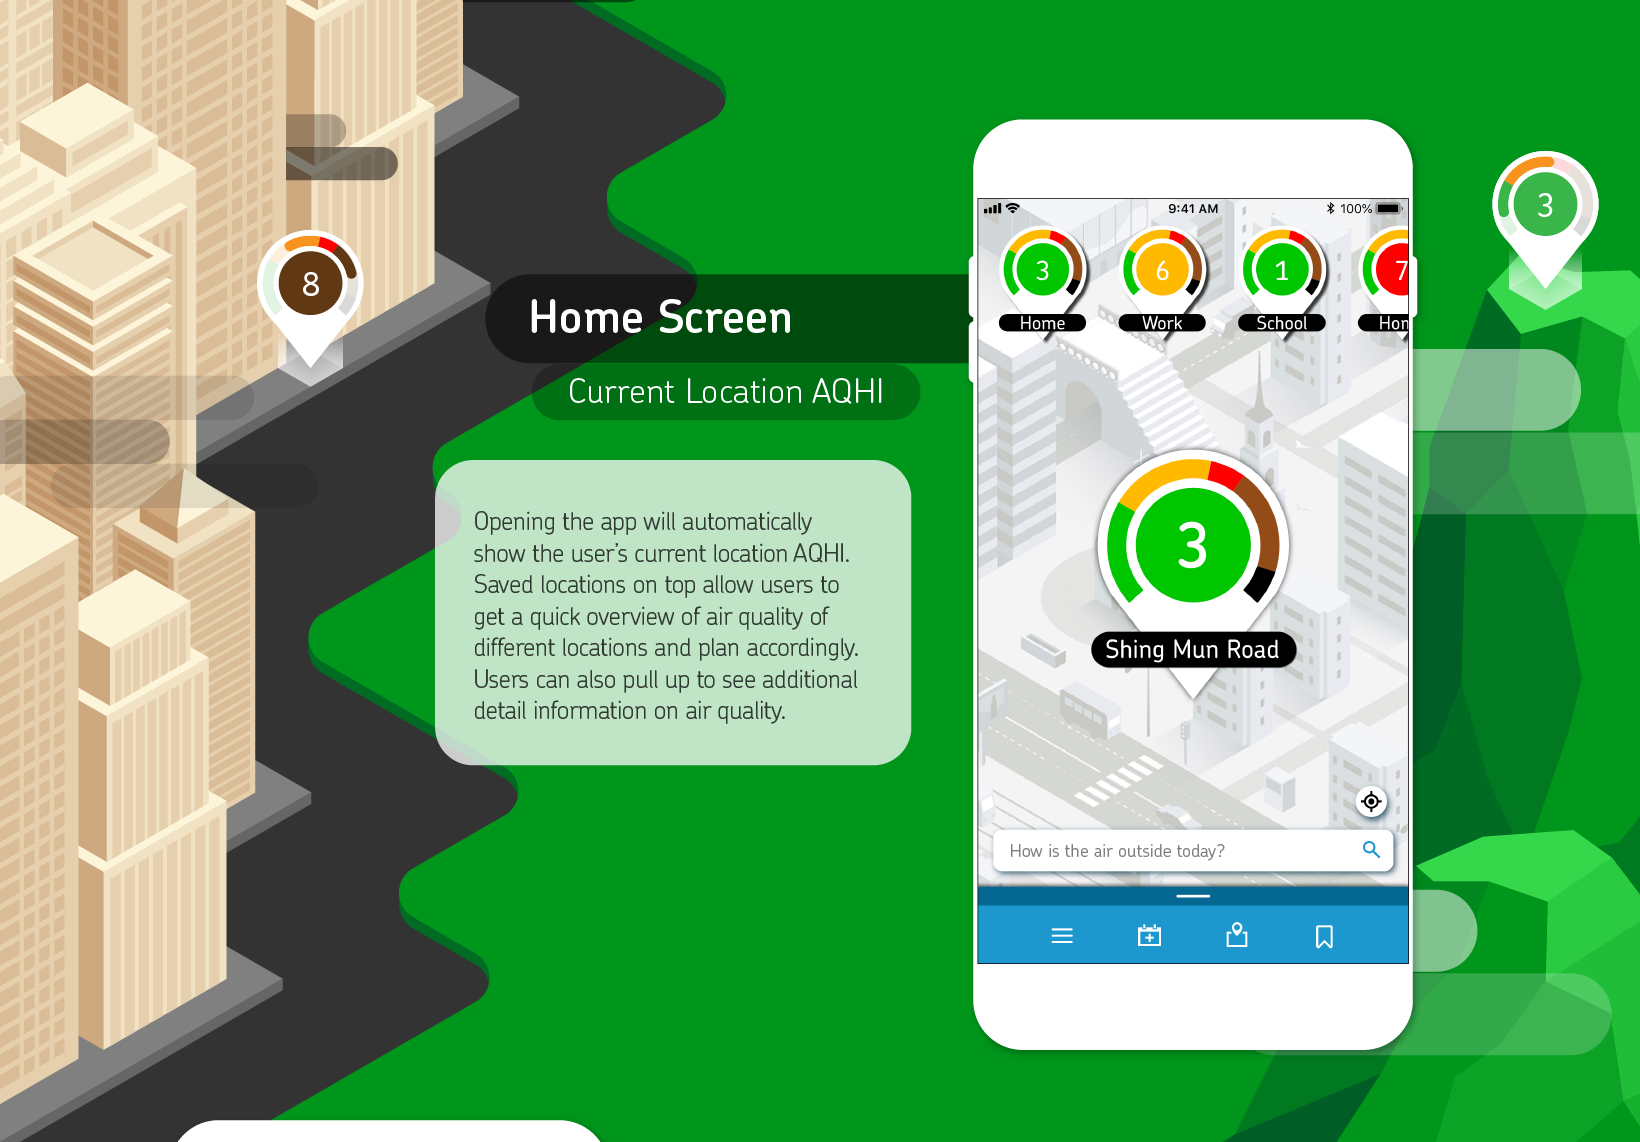 8
3
Home Screen
Current Location AQHI
Opening the app will automatically
show the user's current location AQHI.
Saved locations on top allow users to
get a quick overview of air quality of
different locations and plan accordingly.
Users can also pull up to see additional
detail information on air quality.
9:41 AM
100%
3
6
1
7
Home
Work
School
Hon
3
Shing Mun Road
How is the air outside today?